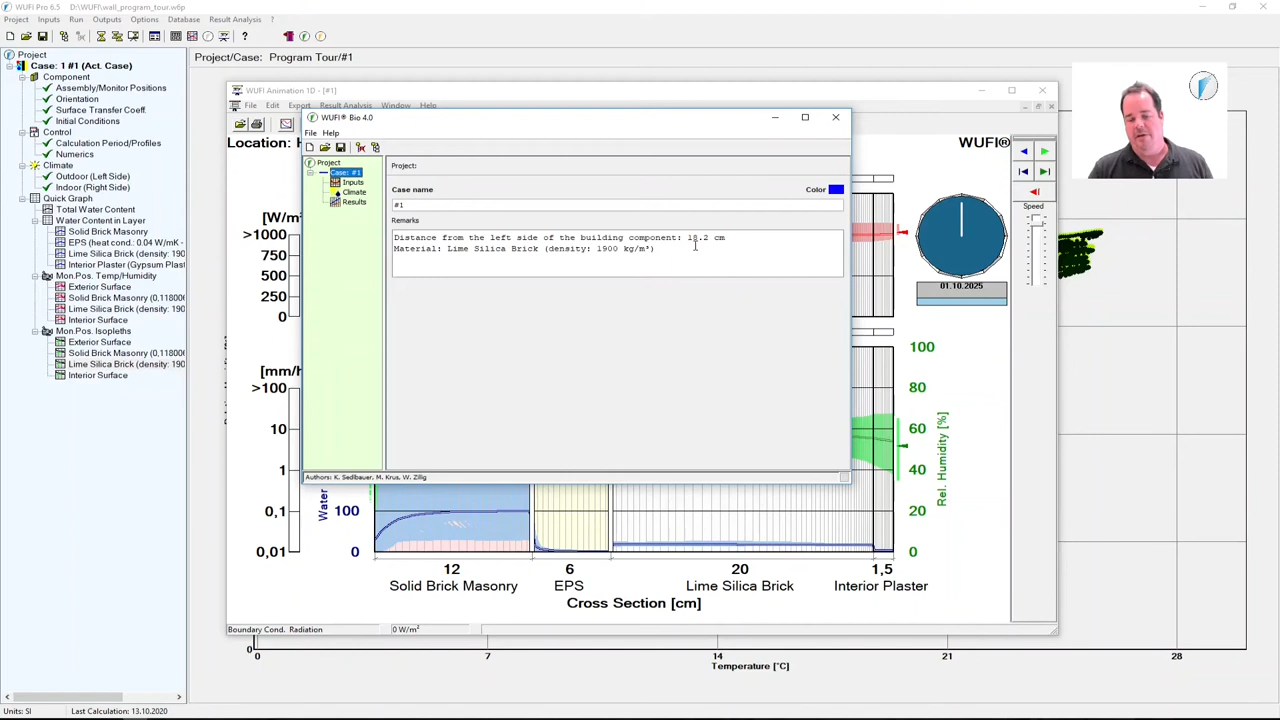 WUFI Pro 6.5   D:\WUFI\wall_program_tour.w6p
Project Inputs Run Outputs Options Database Result Analysis ?
Project
Case: 1 #1 (Act. Case)
Component
Assembly/Monitor Positions
Orientation
Surface Transfer Coeff.
Initial Conditions
Control
Calculation Period/Profiles
Numerics
Climate
Outdoor (Left Side)
Indoor (Right Side)
Quick Graph
Total Water Content
Water Content in Layer
Solid Brick Masonry
EPS (heat cond.: 0.04 W/mK -
Lime Silica Brick (density: 190
Interior Plaster (Gypsum Plast
Mon.Pos. Temp/Humidity
Exterior Surface
Solid Brick Masonry (0,11800
Lime Silica Brick (density: 190
Interior Surface
Mon.Pos. Isopleths
Exterior Surface
Solid Brick Masonry (0,11800
Lime Silica Brick (density: 190
Interior Surface
Units: SI
Last Calculation: 13.10.2020
Project/Case: Program Tour/#1
WUFI Animation 1D - [#1]
File Edit Export Result Analysis Window Help
Location: H
WUFI®
[W/m²]
>1000
750
500
250
0
[mm/h
>100
10
1
0,1
0,01
Water
100
0
WUFI® Bio 4.0
File Help
Project
Case: #1
Inputs
Climate
Results
Project:
Case name
Color
#1
Remarks
Distance from the left side of the building component: 18.2 cm
Material: Lime Silica Brick (density: 1900 kg/m³)
Authors: K. Sedlbauer, M. Krus, W. Zillig
01.10.2025
Speed
100
80
60
40
20
0
Rel. Humidity [%]
12
6
20
1,5
Solid Brick Masonry
EPS
Lime Silica Brick
Interior Plaster
Cross Section [cm]
Boundary Cond. Radiation
0 W/m²
0
7
14
21
28
Temperature [°C]